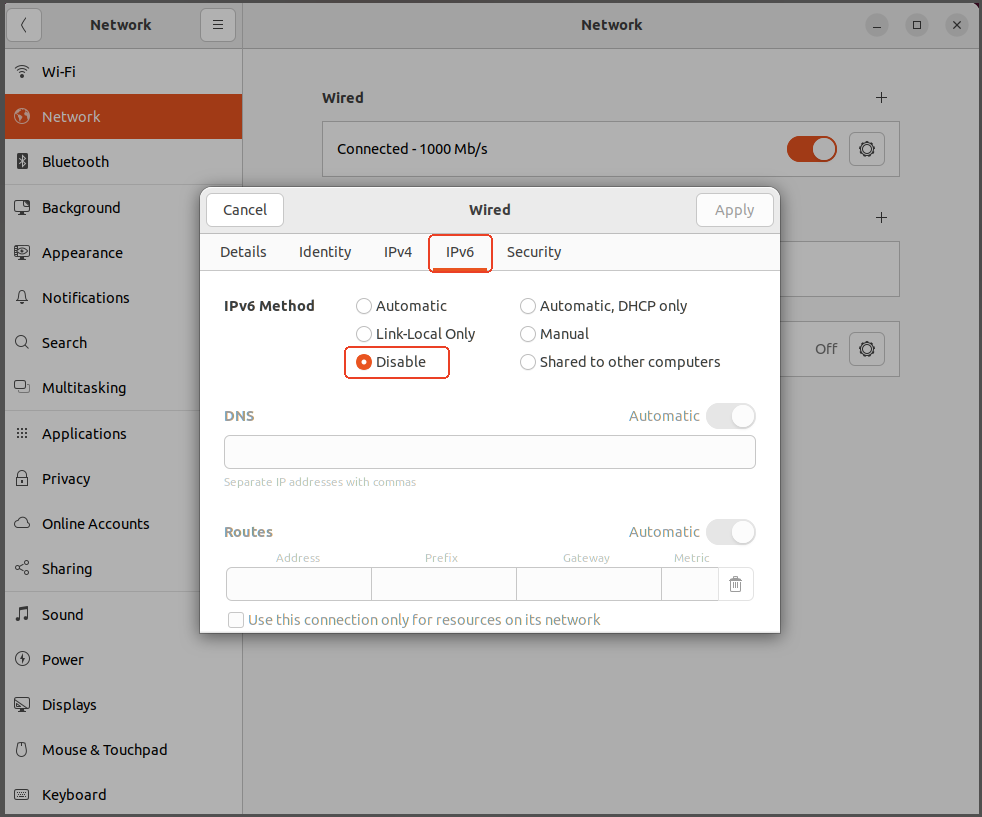 Network
Network
Wi-Fi
Network
Bluetooth
Background
Appearance
Notifications
Search
Multitasking
Applications
Privacy
Online Accounts
Sharing
Sound
Power
Displays
Mouse & Touchpad
Keyboard
Wired
Connected - 1000 Mb/s
Off
Cancel
Wired
Apply
Details
Identity
IPv4
IPv6
Security
IPv6 Method
Automatic
Automatic, DHCP only
Link-Local Only
Manual
Disable
Shared to other computers
DNS
Automatic
Separate IP addresses with commas
Routes
Automatic
Address
Prefix
Gateway
Metric
Use this connection only for resources on its network